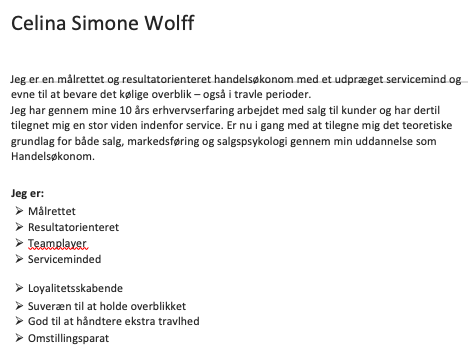 Celina Simone Wolff
Jeg er en målrettet og resultatorienteret handelsøkonom med et udpræget servicemind og
evne til at bevare det kølige overblik – også i travle perioder.
Jeg har gennem mine 10 års erhvervserfaring arbejdet med salg til kunder og har dertil
tilegnet mig en stor viden indenfor service. Er nu i gang med at tilegne mig det teoretiske
grundlag for både salg, markedsføring og salgspsykologi gennem min uddannelse som
Handelsøkonom.
Jeg er:
➢ Målrettet
➢ Resultatorienteret
➢ Teamplayer
➢ Serviceminded
➢ Loyalitetsskabende
➢ Suveræn til at holde overblikket
➢ God til at håndtere ekstra travlhed
➢ Omstillingsparat